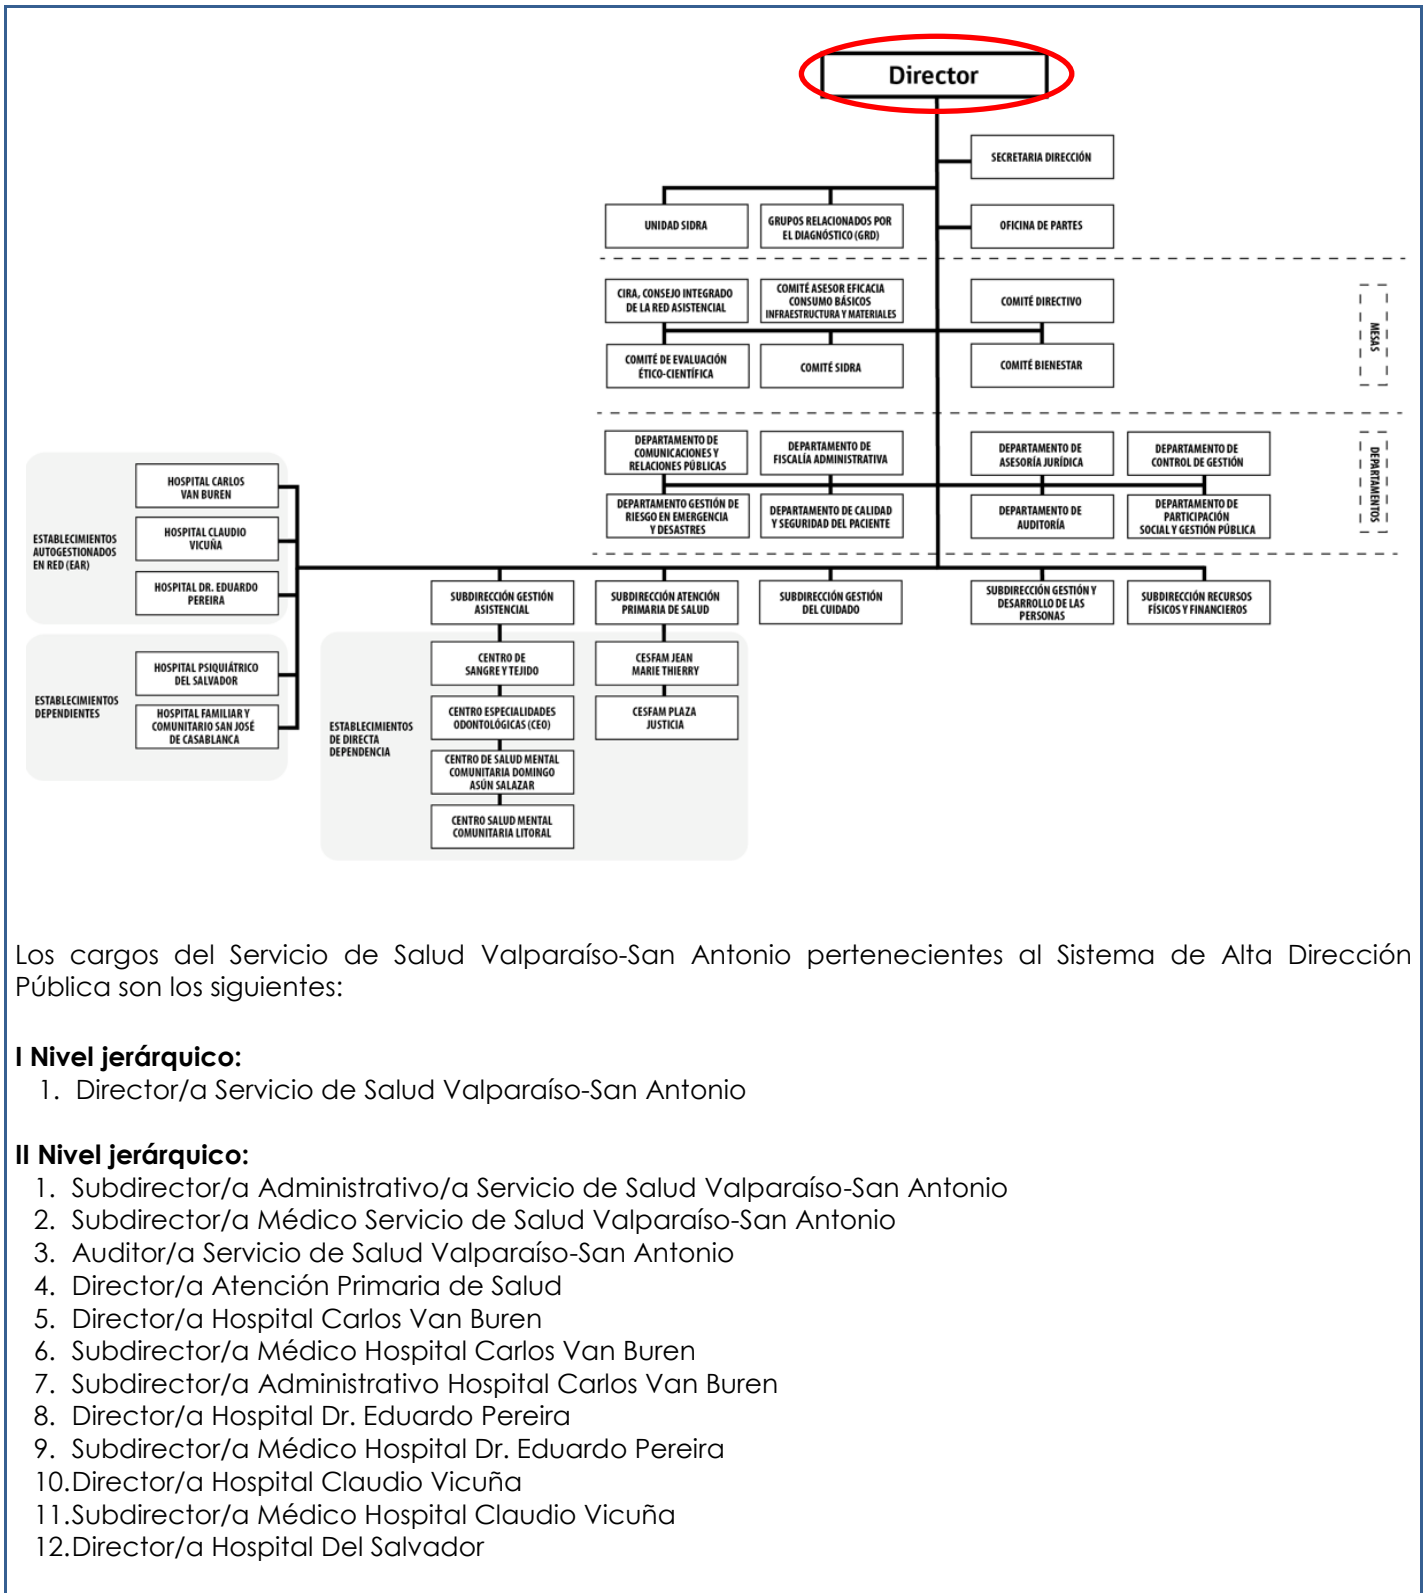 Director
SECRETARIA DIRECCIÓN
UNIDAD SIDRA
GRUPOS RELACIONADOS POR
EL DIAGNÓSTICO (GRD)
OFICINA DE PARTES
CIRA, CONSEJO INTEGRADO
DE LA RED ASISTENCIAL
COMITÉ ASESOR EFICACIA
CONSUMO BÁSICOS
INFRAESTRUCTURA Y MATERIALES
COMITÉ DIRECTIVO
COMITÉ DE EVALUACIÓN
ÉTICO-CIENTÍFICA
COMITÉ SIDRA
COMITÉ BIENESTAR
MESAS
DEPARTAMENTO DE
COMUNICACIONES Y
RELACIONES PÚBLICAS
DEPARTAMENTO DE
FISCALÍA ADMINISTRATIVA
DEPARTAMENTO DE
ASESORÍA JURÍDICA
DEPARTAMENTO DE
CONTROL DE GESTIÓN
DEPARTAMENTO GESTIÓN DE
RIESGO EN EMERGENCIA
Y DESASTRES
DEPARTAMENTO DE CALIDAD
Y SEGURIDAD DEL PACIENTE
DEPARTAMENTO DE
AUDITORÍA
DEPARTAMENTO DE
PARTICIPACIÓN
SOCIAL Y GESTIÓN PÚBLICA
DEPARTAMENTOS
ESTABLECIMIENTOS
AUTOGESTIONADOS
EN RED (EAR)
HOSPITAL CARLOS
VAN BUREN
HOSPITAL CLAUDIO
VICUÑA
HOSPITAL DR. EDUARDO
PEREIRA
ESTABLECIMIENTOS
DEPENDIENTES
HOSPITAL PSIQUIÁTRICO
DEL SALVADOR
HOSPITAL FAMILIAR Y
COMUNITARIO SAN JOSÉ
DE CASABLANCA
SUBDIRECCIÓN GESTIÓN
ASISTENCIAL
SUBDIRECCIÓN ATENCIÓN
PRIMARIA DE SALUD
SUBDIRECCIÓN GESTIÓN
DEL CUIDADO
SUBDIRECCIÓN GESTIÓN Y
DESARROLLO DE LAS
PERSONAS
SUBDIRECCIÓN RECURSOS
FÍSICOS Y FINANCIEROS
ESTABLECIMIENTOS
DE DIRECTA
DEPENDENCIA
CENTRO DE
SANGRE Y TEJIDO
CENTRO ESPECIALIDADES
ODONTOLÓGICAS (CEO)
CENTRO DE SALUD MENTAL
COMUNITARIA DOMINGO
ASÚN SALAZAR
CENTRO SALUD MENTAL
COMUNITARIA LITORAL
CESFAM JEAN
MARIE THIERRY
CESFAM PLAZA
JUSTICIA
Los cargos del Servicio de Salud Valparaíso-San Antonio pertenecientes al Sistema de Alta Dirección
Pública son los siguientes:
I Nivel jerárquico:
1. Director/a Servicio de Salud Valparaíso-San Antonio
II Nivel jerárquico:
1. Subdirector/a Administrativo/a Servicio de Salud Valparaíso-San Antonio
2. Subdirector/a Médico Servicio de Salud Valparaíso-San Antonio
3. Auditor/a Servicio de Salud Valparaíso-San Antonio
4. Director/a Atención Primaria de Salud
5. Director/a Hospital Carlos Van Buren
6. Subdirector/a Médico Hospital Carlos Van Buren
7. Subdirector/a Administrativo Hospital Carlos Van Buren
8. Director/a Hospital Dr. Eduardo Pereira
9. Subdirector/a Médico Hospital Dr. Eduardo Pereira
10.Director/a Hospital Claudio Vicuña
11.Subdirector/a Médico Hospital Claudio Vicuña
12.Director/a Hospital Del Salvador